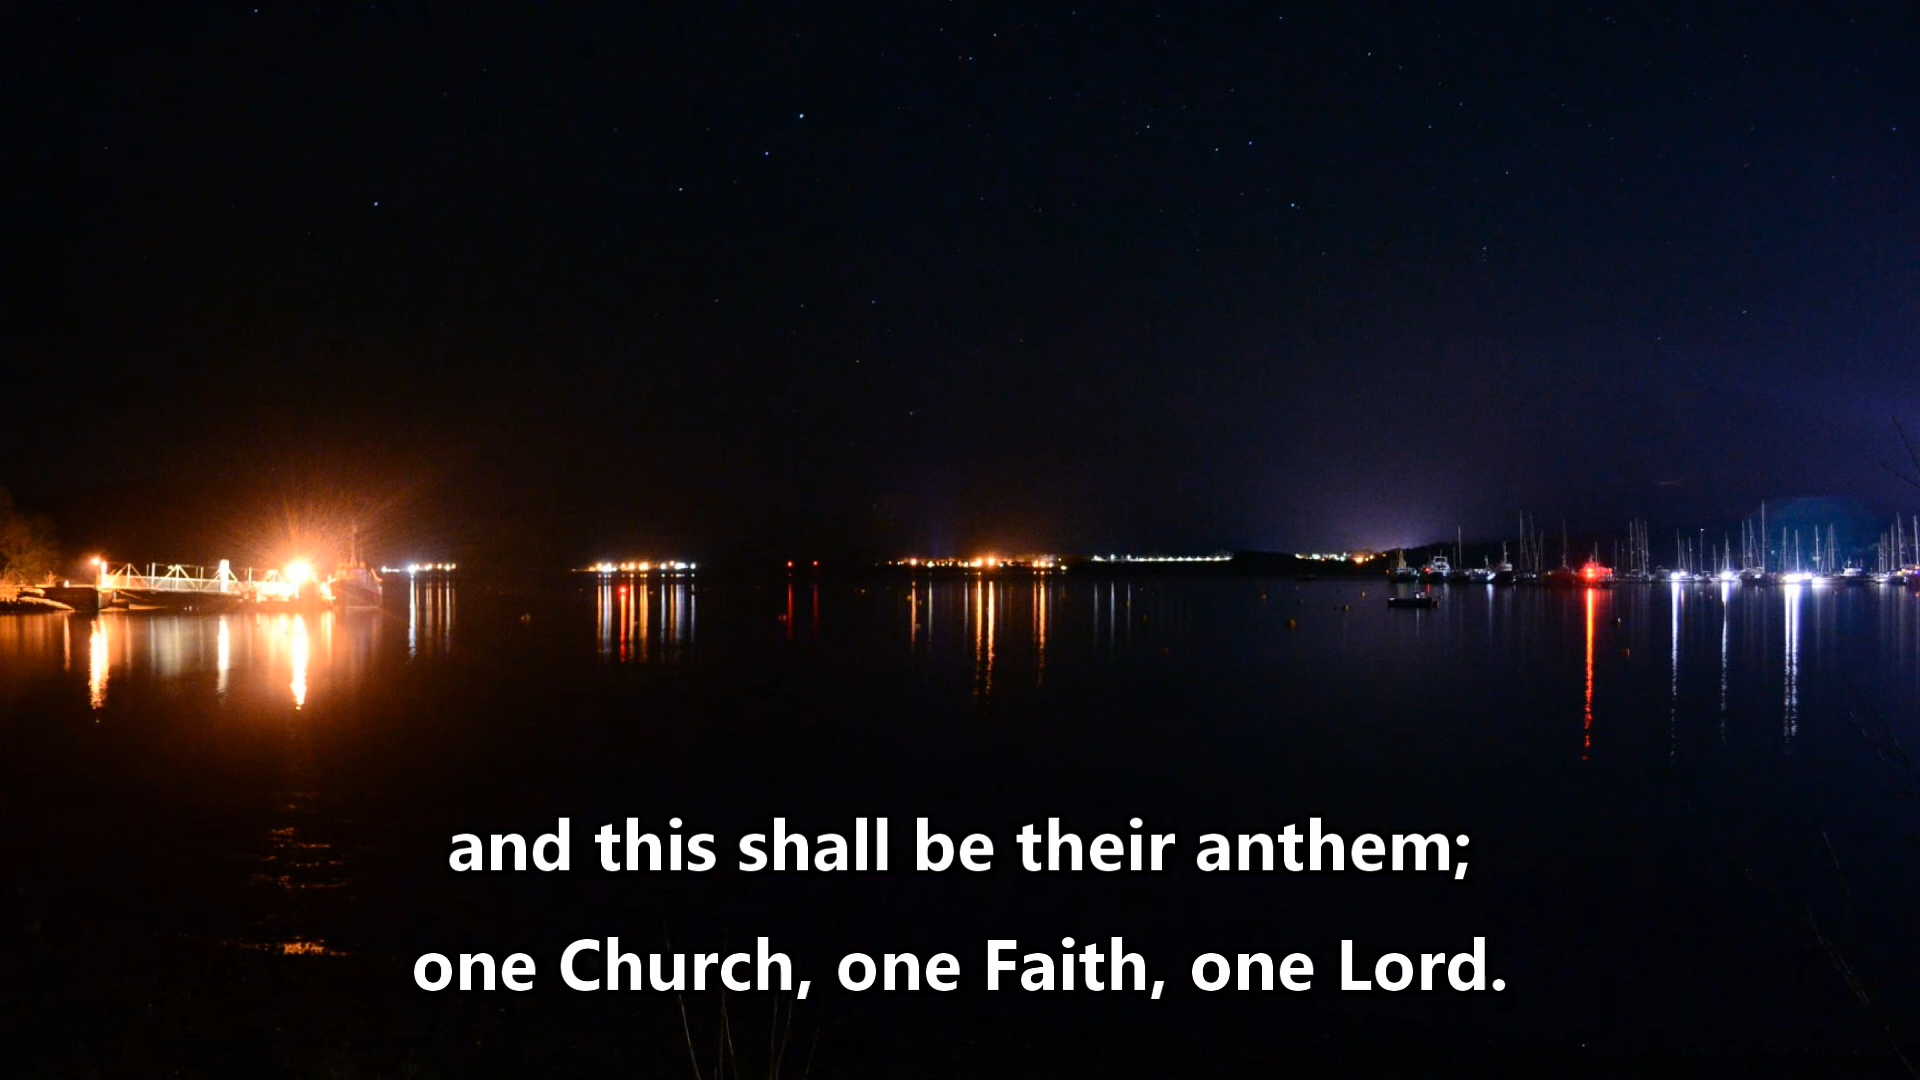 and this shall be their anthem;
one Church, one Faith, one Lord.